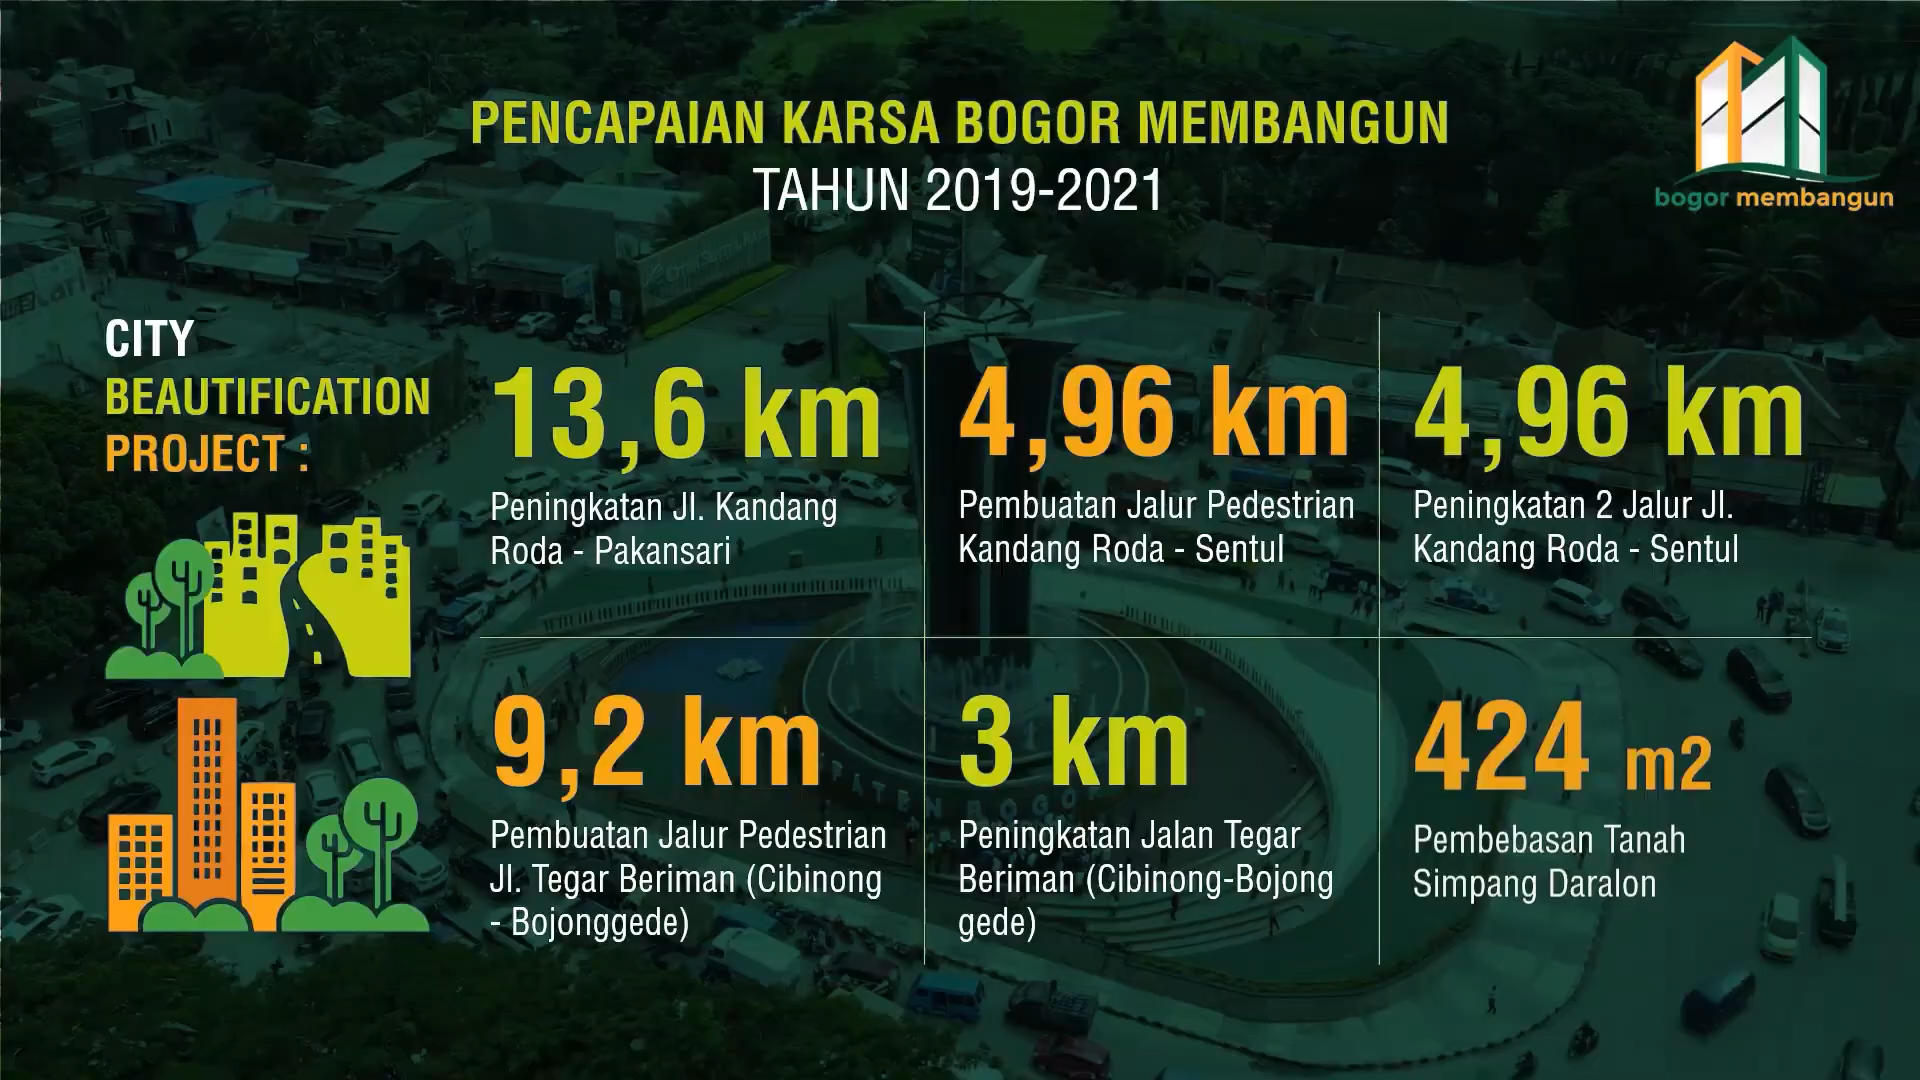 PENCAPAIAN KARSA BOGOR MEMBANGUN
TAHUN 2019-2021
bogor membangun
CITY
BEAUTIFICATION
PROJECT :
13,6 km
Peningkatan Jl. Kandang
Roda - Pakansari
4,96 km
Pembuatan Jalur Pedestrian
Kandang Roda - Sentul
4,96 km
Peningkatan 2 Jalur Jl.
Kandang Roda - Sentul
9,2 km
Pembuatan Jalur Pedestrian
Jl. Tegar Beriman (Cibinong
- Bojonggede)
3 km
Peningkatan Jalan Tegar
Beriman (Cibinong-Bojong
gede)
424 m2
Pembebasan Tanah
Simpang Daralon